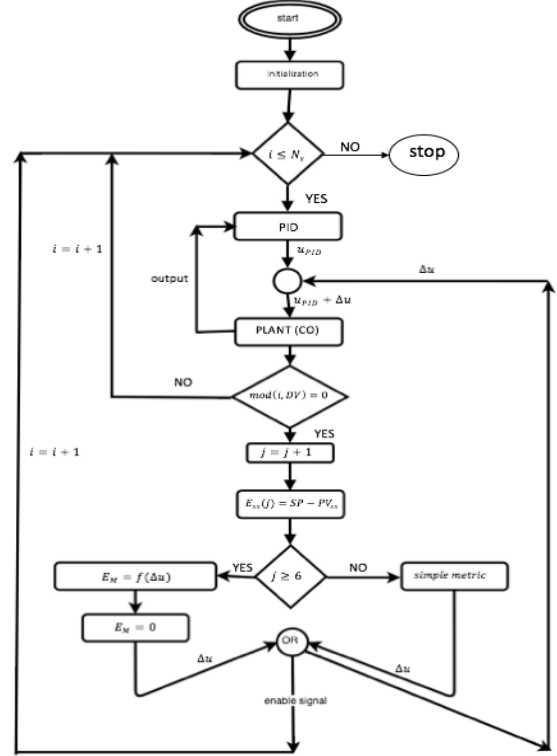 start
initialization
i ≤ Nₛ
NO
stop
YES
PID
u_PID
i = i + 1
output
Δu
u_PID + Δu
PLANT (CO)
NO
mod(i, DV) = 0
YES
j = j + 1
i = i + 1
E_ss(j) = SP − PV_ss
YES
j ≥ 6
NO
E_M = f(Δu)
simple metric
E_M = 0
OR
Δu
Δu
enable signal